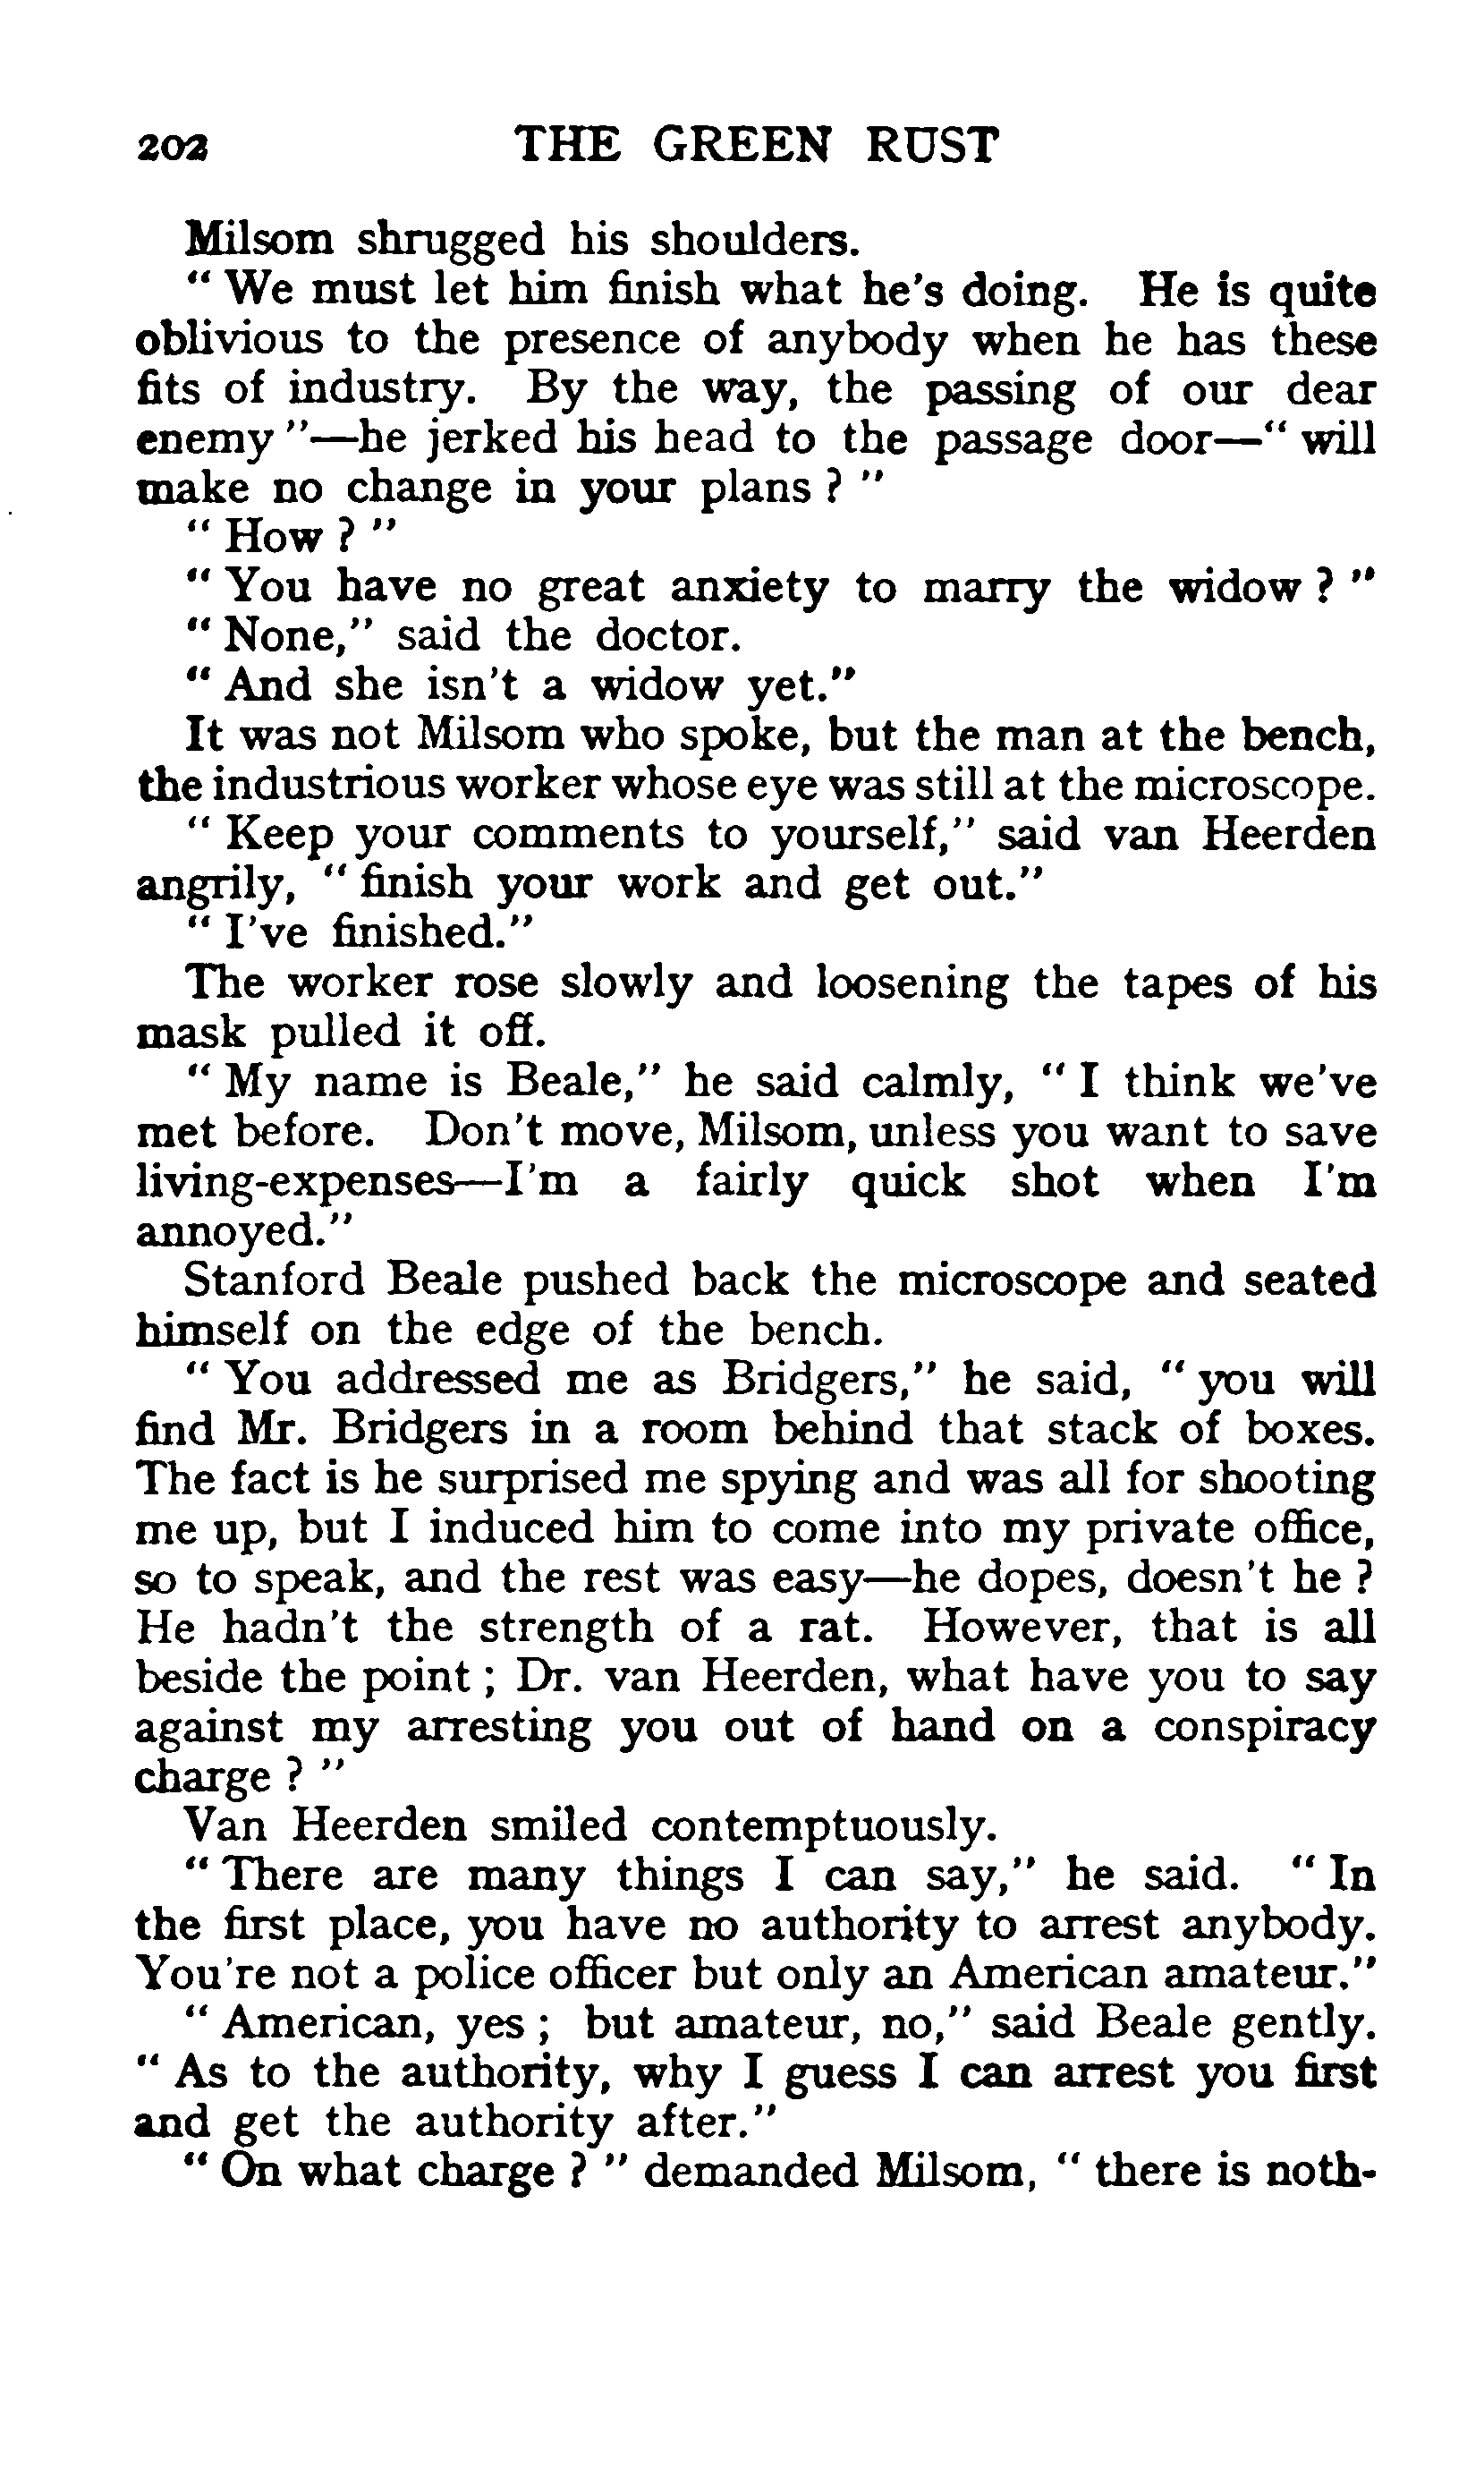 202 THE GREEN RUST
Milsom shrugged his shoulders.
" We must let him finish what he's doing. He is quite
oblivious to the presence of anybody when he has these
fits of industry. By the way, the passing of our dear
enemy "—he jerked his head to the passage door—" will
make no change in your plans ? "
" How ? "
" You have no great anxiety to marry the widow ? "
" None," said the doctor.
" And she isn't a widow yet."
It was not Milsom who spoke, but the man at the bench,
the industrious worker whose eye was still at the microscope.
" Keep your comments to yourself," said van Heerden
angrily, " finish your work and get out."
" I've finished."
The worker rose slowly and loosening the tapes of his
mask pulled it off.
" My name is Beale," he said calmly, " I think we've
met before. Don't move, Milsom, unless you want to save
living-expenses—I'm a fairly quick shot when I'm
annoyed."
Stanford Beale pushed back the microscope and seated
himself on the edge of the bench.
" You addressed me as Bridgers," he said, " you will
find Mr. Bridgers in a room behind that stack of boxes.
The fact is he surprised me spying and was all for shooting
me up, but I induced him to come into my private office,
so to speak, and the rest was easy—he dopes, doesn't he ?
He hadn't the strength of a rat. However, that is all
beside the point ; Dr. van Heerden, what have you to say
against my arresting you out of hand on a conspiracy
charge ? "
Van Heerden smiled contemptuously.
" There are many things I can say," he said. " In
the first place, you have no authority to arrest anybody.
You're not a police officer but only an American amateur."
" American, yes ; but amateur, no," said Beale gently.
" As to the authority, why I guess I can arrest you first
and get the authority after."
" On what charge ? " demanded Milsom, " there is noth-